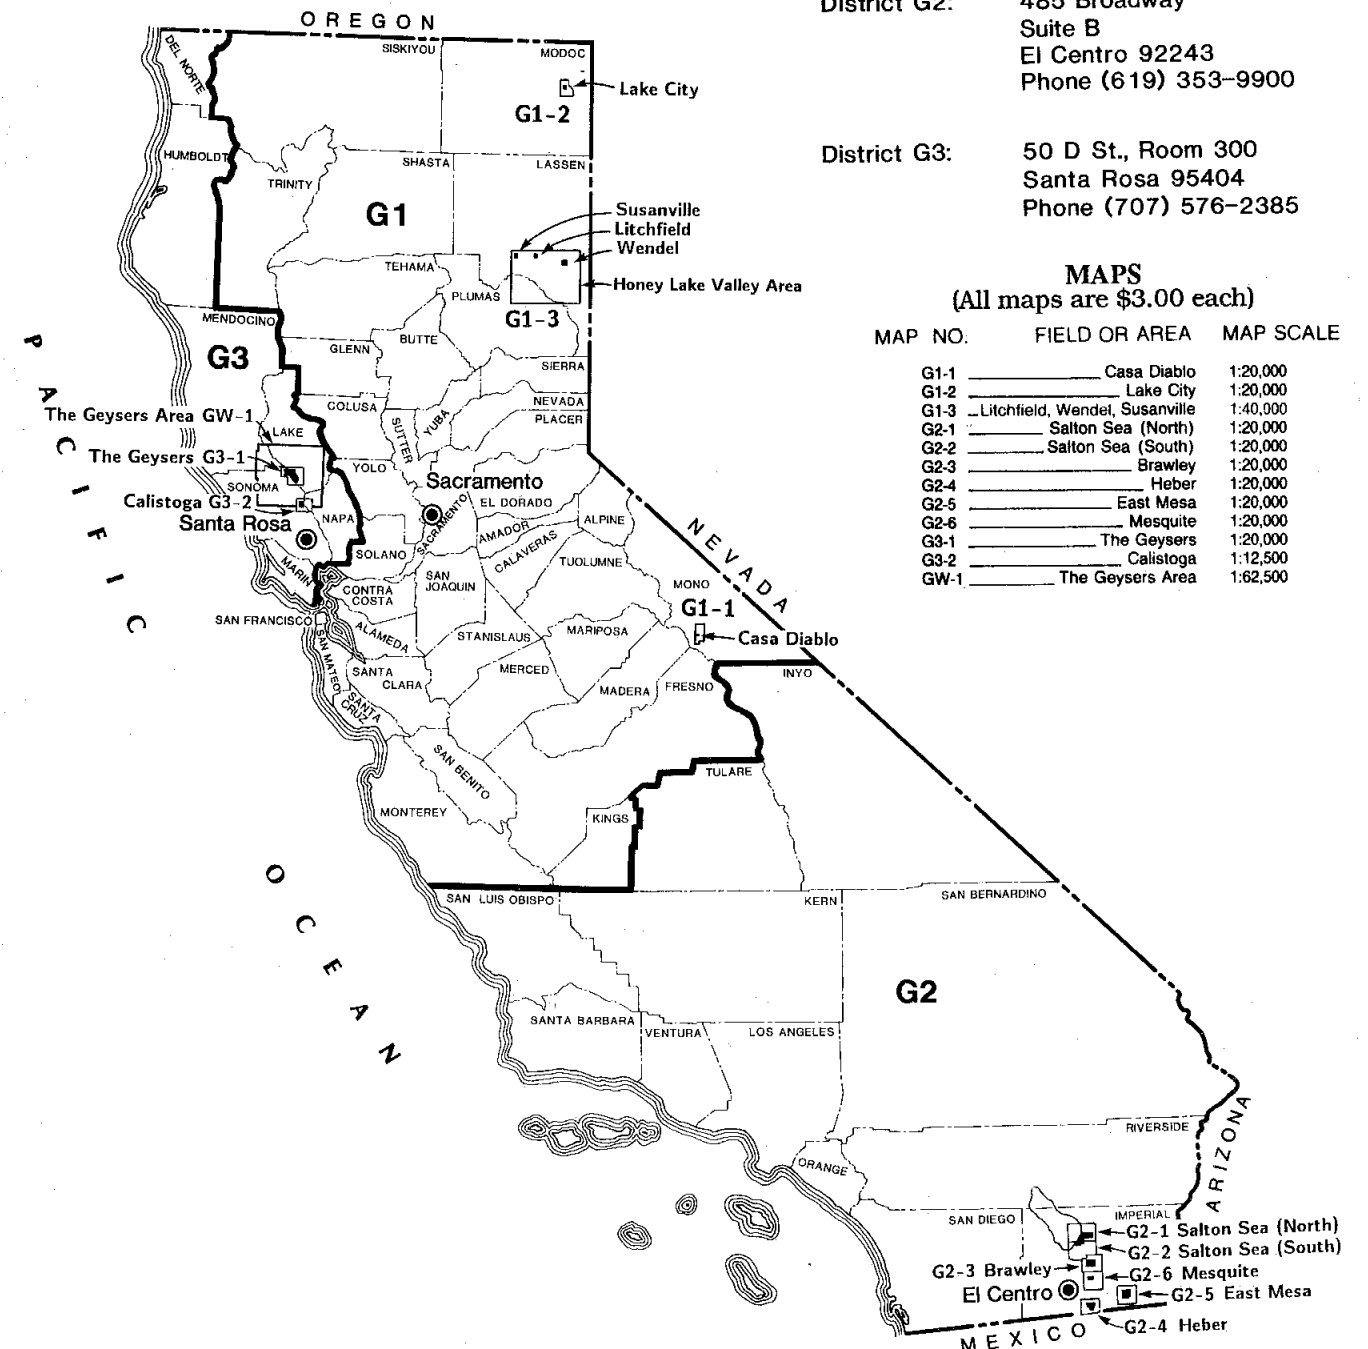 District G2: 485 Broadway
Suite B
El Centro 92243
Phone (619) 353-9900
District G3: 50 D St., Room 300
Santa Rosa 95404
Phone (707) 576-2385
MAPS
(All maps are $3.00 each)
MAP NO. FIELD OR AREA MAP SCALE
G1-1 Casa Diablo 1:20,000
G1-2 Lake City 1:20,000
G1-3 Litchfield, Wendel, Susanville 1:40,000
G2-1 Salton Sea (North) 1:20,000
G2-2 Salton Sea (South) 1:20,000
G2-3 Brawley 1:20,000
G2-4 Heber 1:20,000
G2-5 East Mesa 1:20,000
G2-6 Mesquite 1:20,000
G3-1 The Geysers 1:20,000
G3-2 Calistoga 1:12,500
GW-1 The Geysers Area 1:62,500
OREGON
DEL NORTE
SISKIYOU
MODOC
Lake City
G1-2
HUMBOLDT
TRINITY
SHASTA
LASSEN
G1
Susanville
Litchfield
Wendel
TEHAMA
PLUMAS
Honey Lake Valley Area
G1-3
MENDOCINO
G3
GLENN
BUTTE
SIERRA
NEVADA
PLACER
COLUSA
YUBA
SUTTER
The Geysers Area GW-1
LAKE
The Geysers G3-1
YOLO
SONOMA
Sacramento
EL DORADO
Calistoga G3-2
NAPA
Santa Rosa
SACRAMENTO
AMADOR
ALPINE
SOLANO
CALAVERAS
TUOLUMNE
MARIN
SAN
JOAQUIN
CONTRA
COSTA
MONO
G1-1
NEVADA
SAN FRANCISCO
ALAMEDA
STANISLAUS
MARIPOSA
Casa Diablo
SAN MATEO
SANTA
CLARA
MERCED
MADERA
FRESNO
INYO
SANTA
CRUZ
SAN BENITO
TULARE
MONTEREY
KINGS
PACIFIC
OCEAN
SAN LUIS OBISPO
KERN
SAN BERNARDINO
G2
SANTA BARBARA
VENTURA
LOS ANGELES
RIVERSIDE
ARIZONA
ORANGE
SAN DIEGO
IMPERIAL
G2-1 Salton Sea (North)
G2-2 Salton Sea (South)
G2-3 Brawley
G2-6 Mesquite
El Centro
G2-5 East Mesa
G2-4 Heber
MEXICO